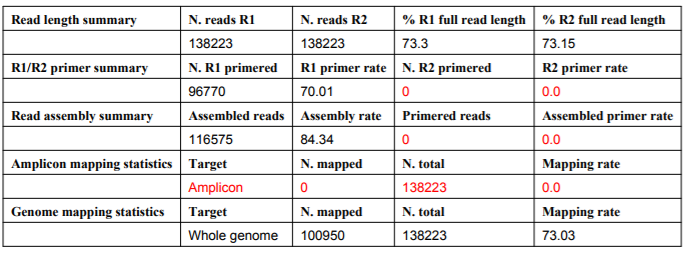 Read length summary N. reads R1 N. reads R2 % R1 full read length % R2 full read length
138223 138223 73.3 73.15
R1/R2 primer summary N. R1 primered R1 primer rate N. R2 primered R2 primer rate
96770 70.01 0 0.0
Read assembly summary Assembled reads Assembly rate Primered reads Assembled primer rate
116575 84.34 0 0.0
Amplicon mapping statistics Target N. mapped N. total Mapping rate
Amplicon 0 138223 0.0
Genome mapping statistics Target N. mapped N. total Mapping rate
Whole genome 100950 138223 73.03